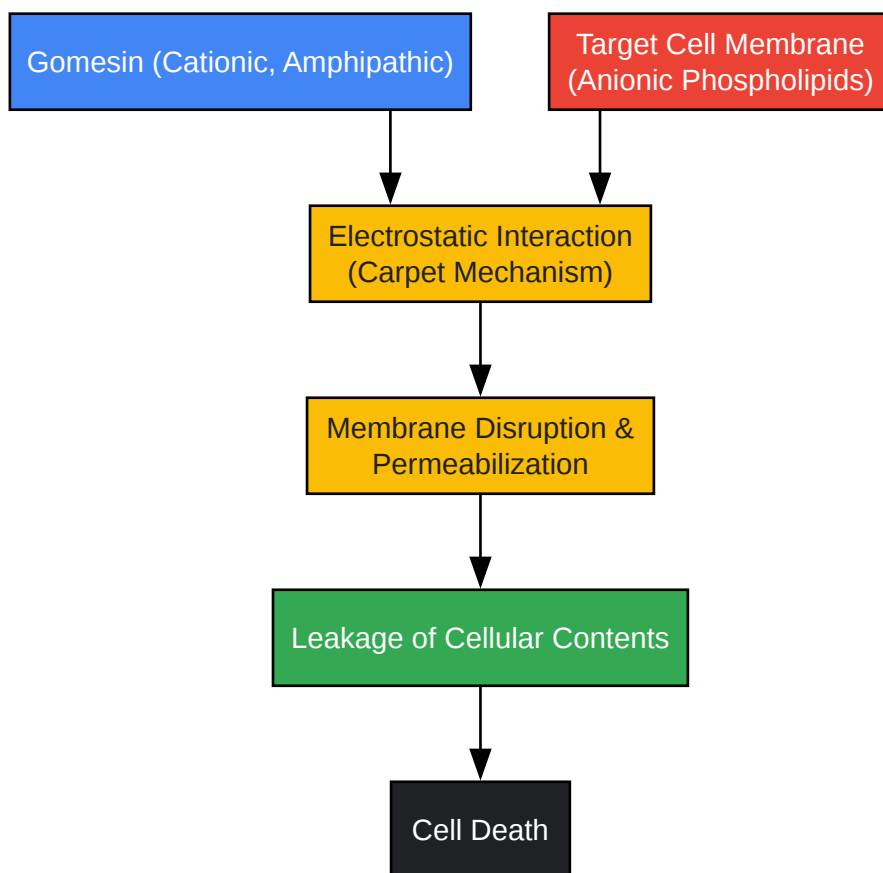 Gomesin (Cationic, Amphipathic)
Target Cell Membrane
(Anionic Phospholipids)
Electrostatic Interaction
(Carpet Mechanism)
Membrane Disruption &
Permeabilization
Leakage of Cellular Contents
Cell Death